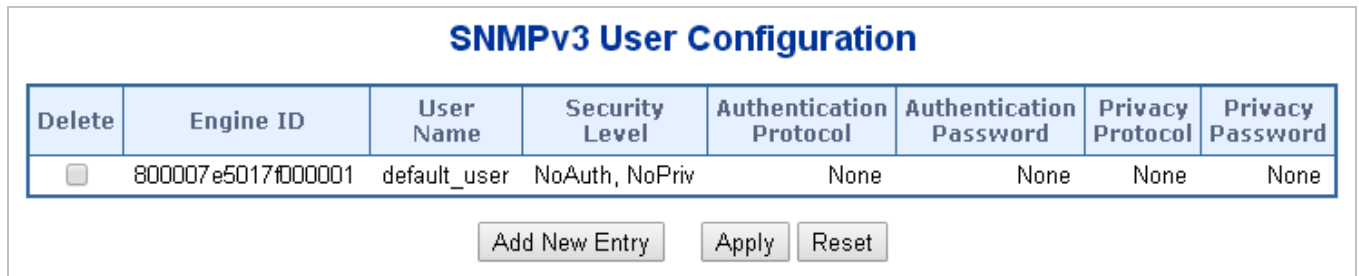 SNMPv3 User Configuration
Delete Engine ID User Name Security Level Authentication Protocol Authentication Password Privacy Protocol Privacy Password
800007e5017f000001 default_user NoAuth, NoPriv None None None None
Add New Entry Apply Reset